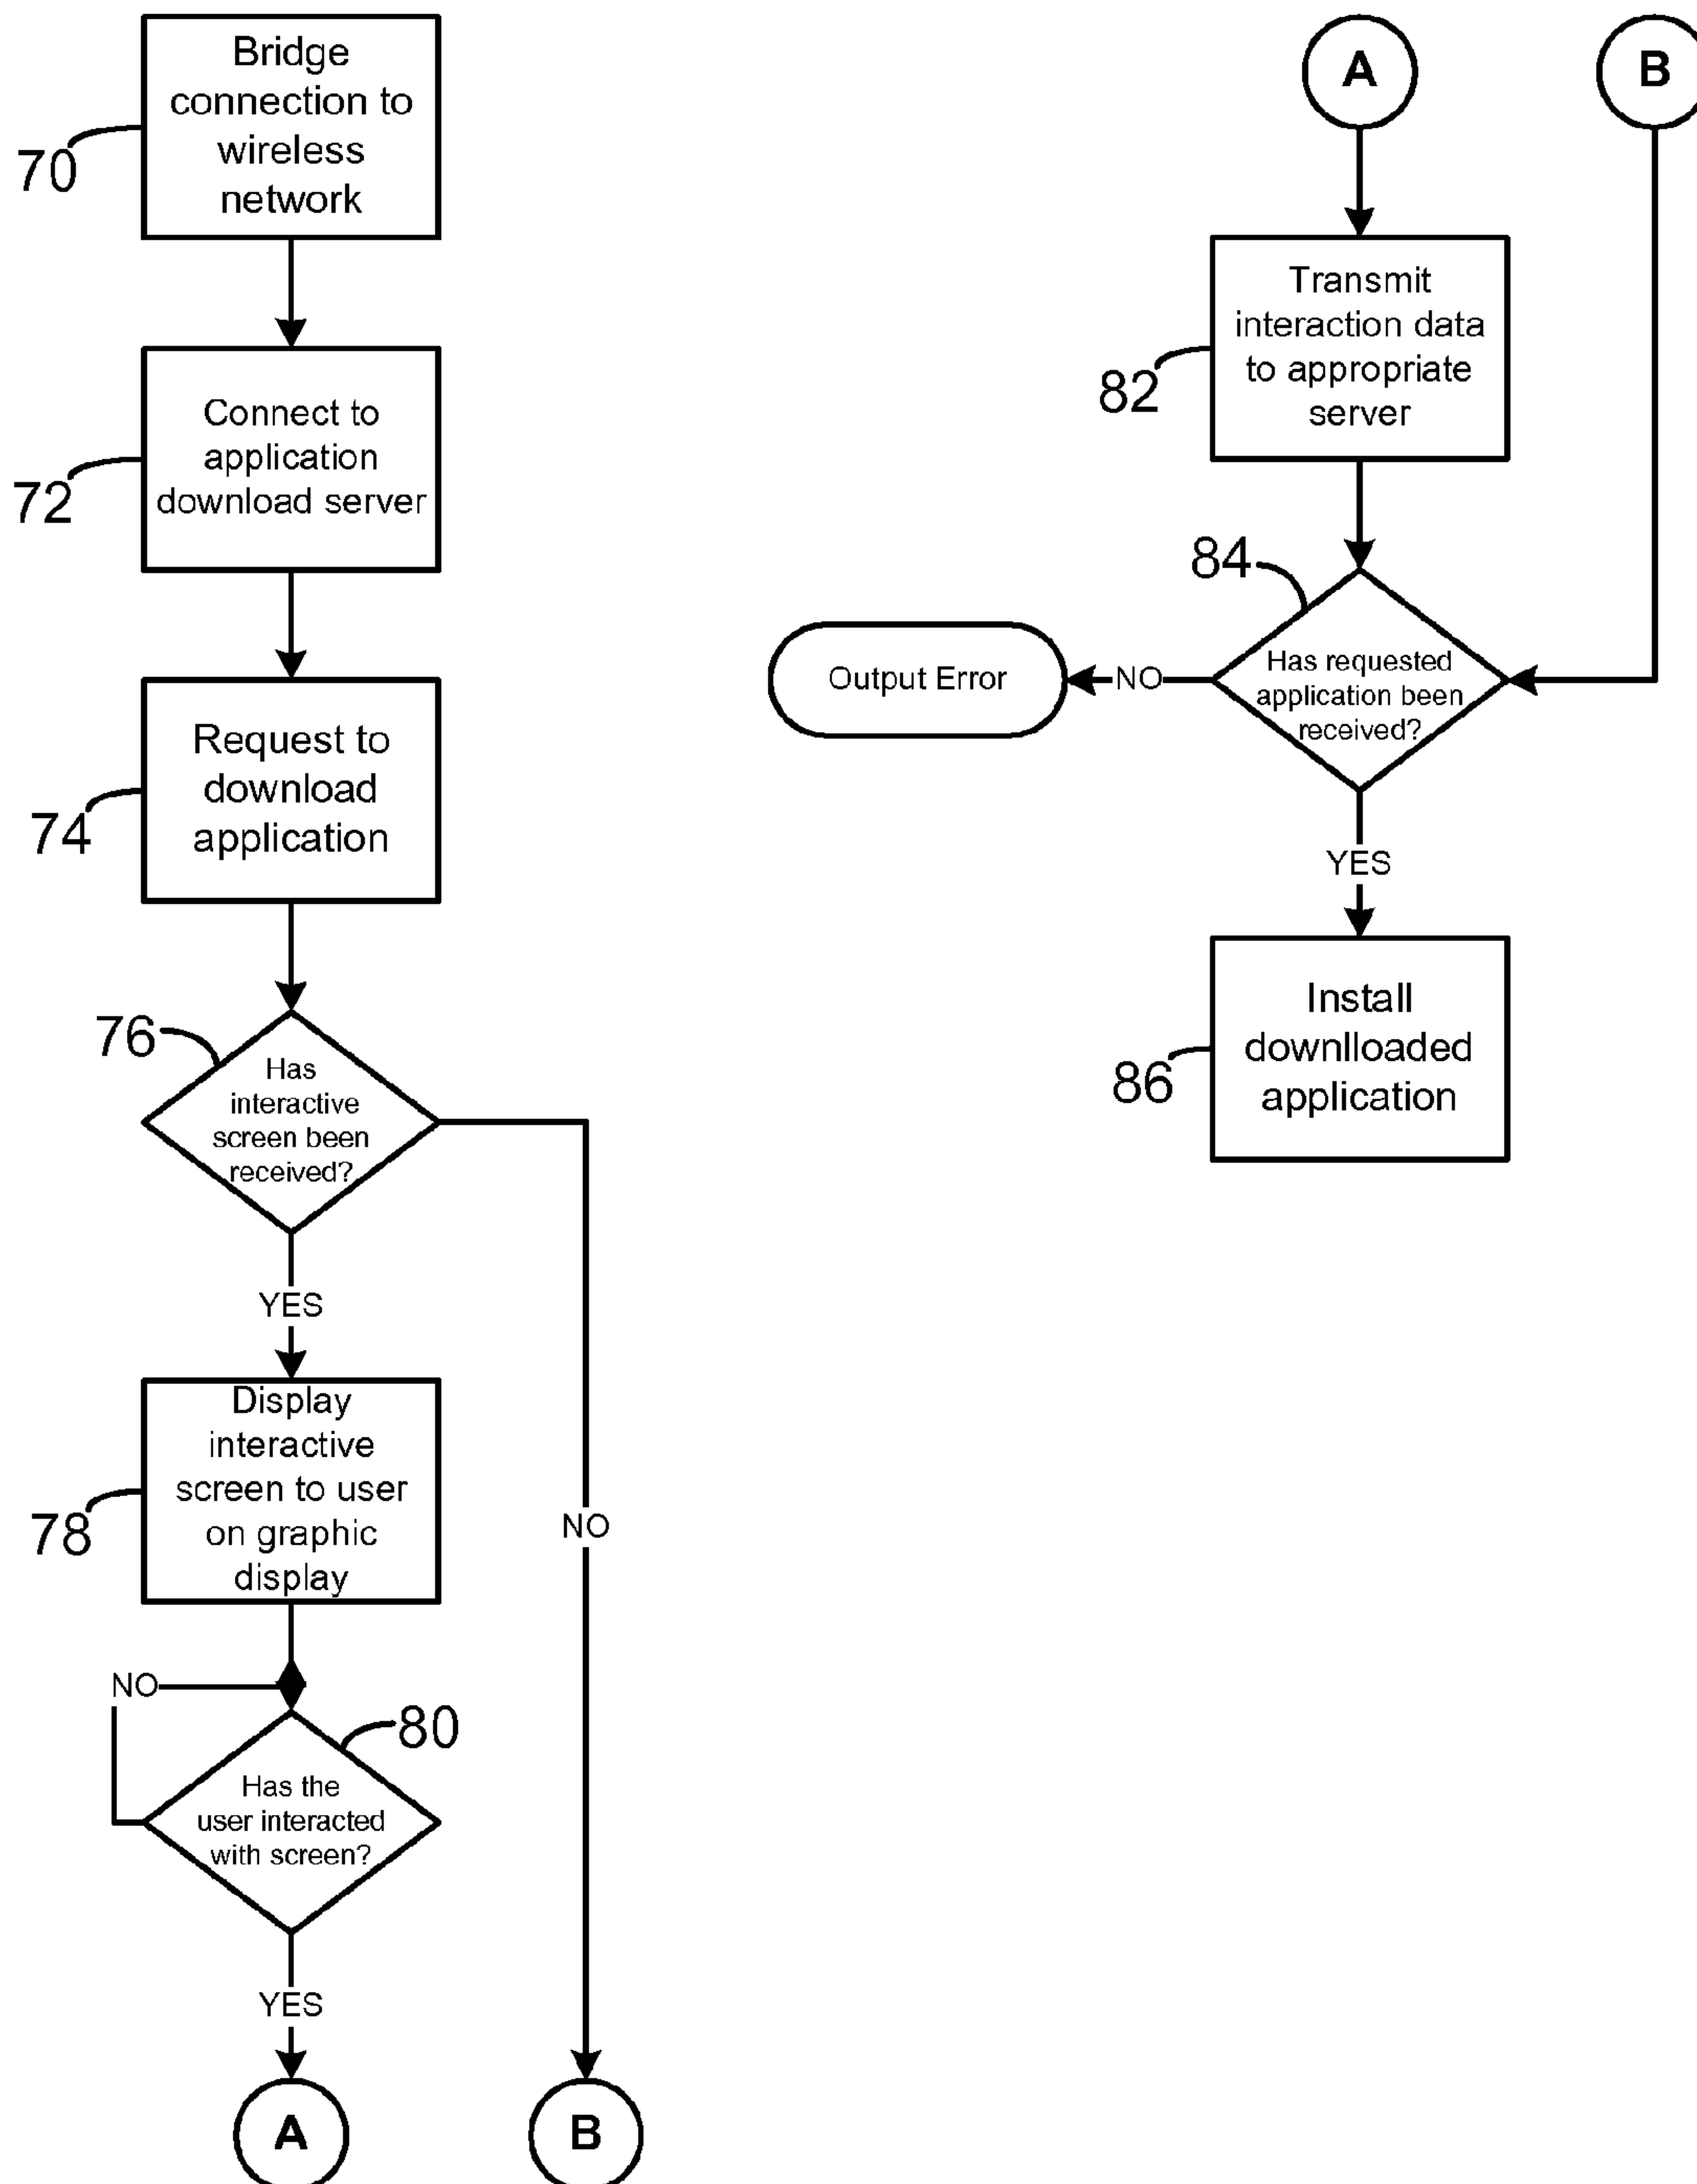 Bridge
connection to
wireless
network
70
Connect to
application
download server
72
Request to
download
application
74
76
Has
interactive
screen been
received?
YES
NO
Display
interactive
screen to user
on graphic
display
78
NO
80
Has the
user interacted
with screen?
YES
A
B
A
B
Transmit
interaction data
to appropriate
server
82
84
Has requested
application been
received?
NO
Output Error
YES
Install
downlloaded
application
86